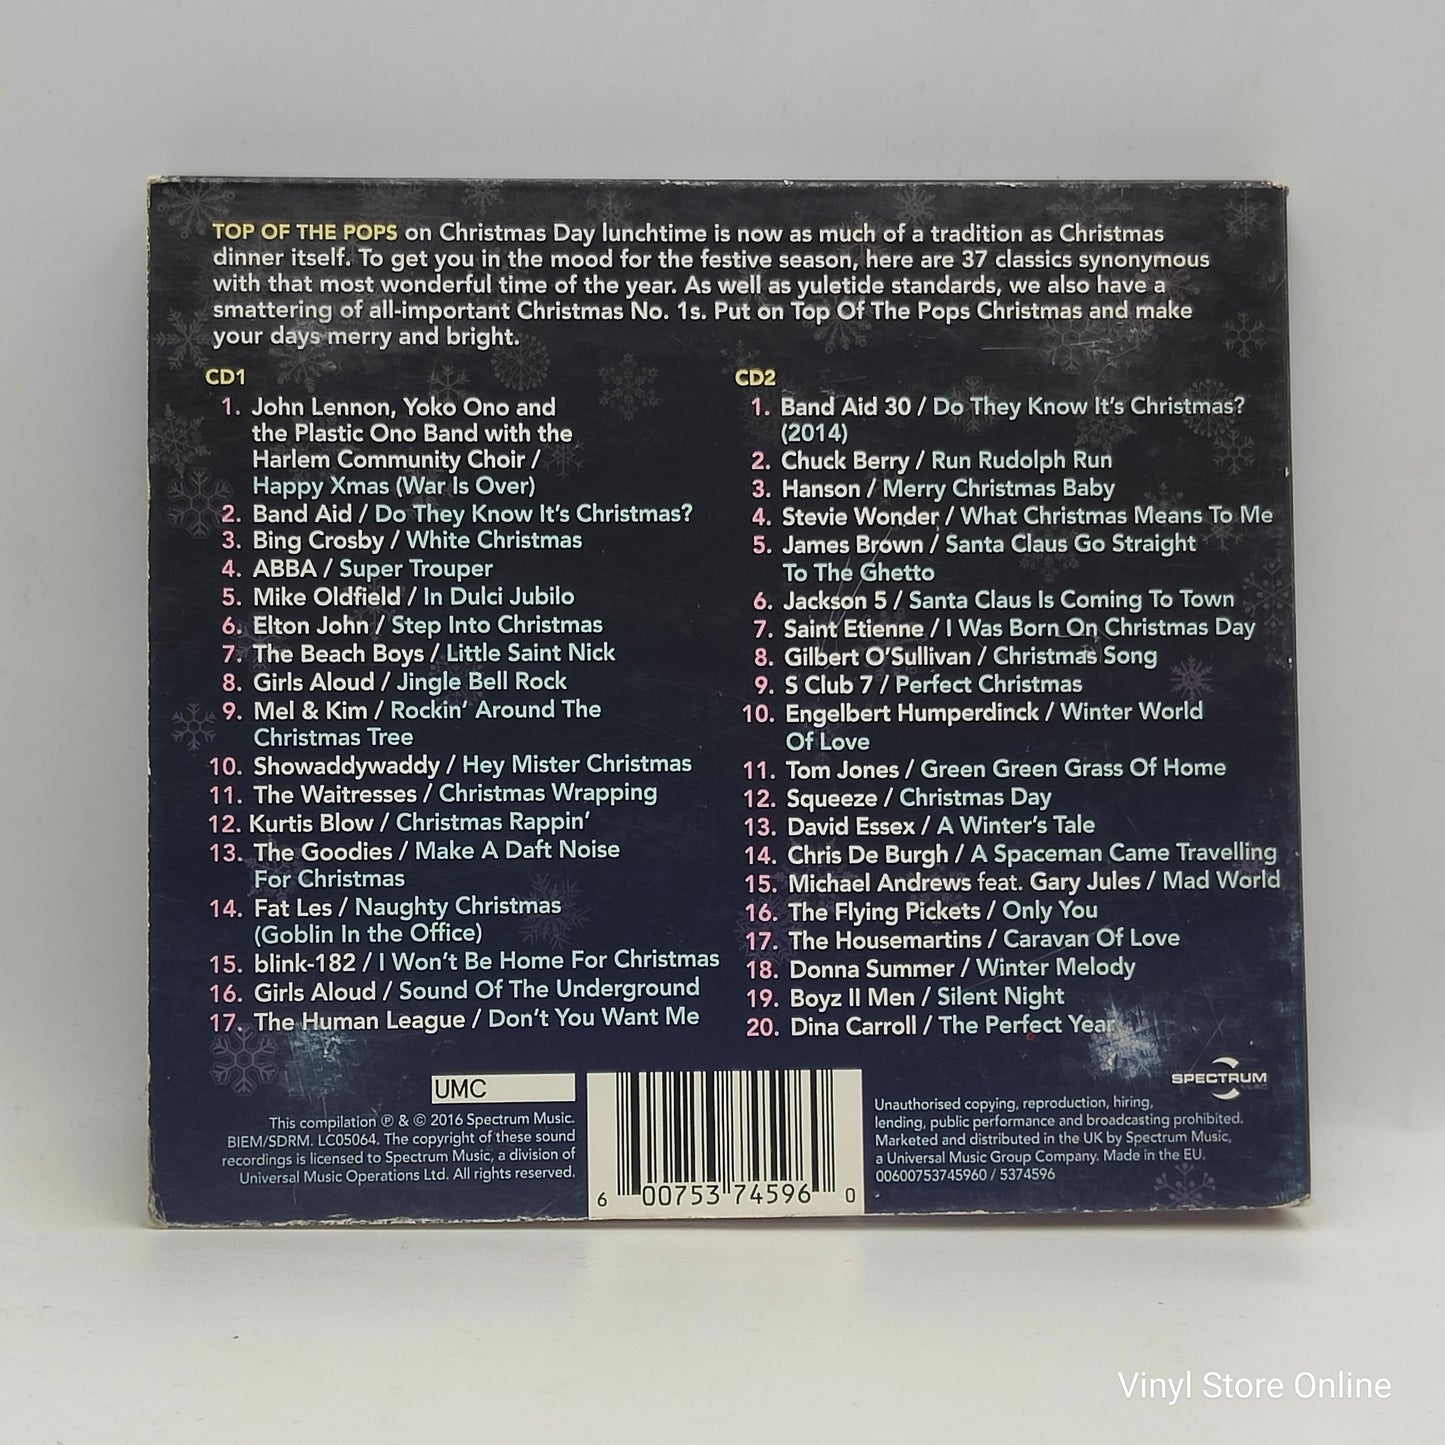 TOP OF THE POPS on Christmas Day lunchtime is now as much of a tradition as Christmas
dinner itself. To get you in the mood for the festive season, here are 37 classics synonymous
with that most wonderful time of the year. As well as yuletide standards, we also have a
smattering of all-important Christmas No. 1s. Put on Top Of The Pops Christmas and make
your days merry and bright.
CD1
1. John Lennon, Yoko Ono and
the Plastic Ono Band with the
Harlem Community Choir /
Happy Xmas (War Is Over)
2. Band Aid / Do They Know It's Christmas?
3. Bing Crosby / White Christmas
4. ABBA / Super Trouper
5. Mike Oldfield / In Dulci Jubilo
6. Elton John / Step Into Christmas
7. The Beach Boys / Little Saint Nick
8. Girls Aloud / Jingle Bell Rock
9. Mel & Kim / Rockin' Around The
Christmas Tree
10. Showaddywaddy / Hey Mister Christmas
11. The Waitresses / Christmas Wrapping
12. Kurtis Blow / Christmas Rappin'
13. The Goodies / Make A Daft Noise
For Christmas
14. Fat Les / Naughty Christmas
(Goblin In the Office)
15. blink-182 / I Won't Be Home For Christmas
16. Girls Aloud / Sound Of The Underground
17. The Human League / Don't You Want Me
CD2
1. Band Aid 30 / Do They Know It's Christmas?
(2014)
2. Chuck Berry / Run Rudolph Run
3. Hanson / Merry Christmas Baby
4. Stevie Wonder / What Christmas Means To Me
5. James Brown / Santa Claus Go Straight
To The Ghetto
6. Jackson 5 / Santa Claus Is Coming To Town
7. Saint Etienne / I Was Born On Christmas Day
8. Gilbert O'Sullivan / Christmas Song
9. S Club 7 / Perfect Christmas
10. Engelbert Humperdinck / Winter World
Of Love
11. Tom Jones / Green Green Grass Of Home
12. Squeeze / Christmas Day
13. David Essex / A Winter's Tale
14. Chris De Burgh / A Spaceman Came Travelling
15. Michael Andrews feat. Gary Jules / Mad World
16. The Flying Pickets / Only You
17. The Housemartins / Caravan Of Love
18. Donna Summer / Winter Melody
19. Boyz II Men / Silent Night
20. Dina Carroll / The Perfect Year
UMC
This compilation ℗ & © 2016 Spectrum Music.
BIEM/SDRM. LC05064. The copyright of these sound
recordings is licensed to Spectrum Music, a division of
Universal Music Operations Ltd. All rights reserved.
6 00753 74596 0
SPECTRUM
Unauthorised copying, reproduction, hiring,
lending, public performance and broadcasting prohibited.
Marketed and distributed in the UK by Spectrum Music,
a Universal Music Group Company. Made in the EU.
00600753745960 / 5374596
Vinyl Store Online